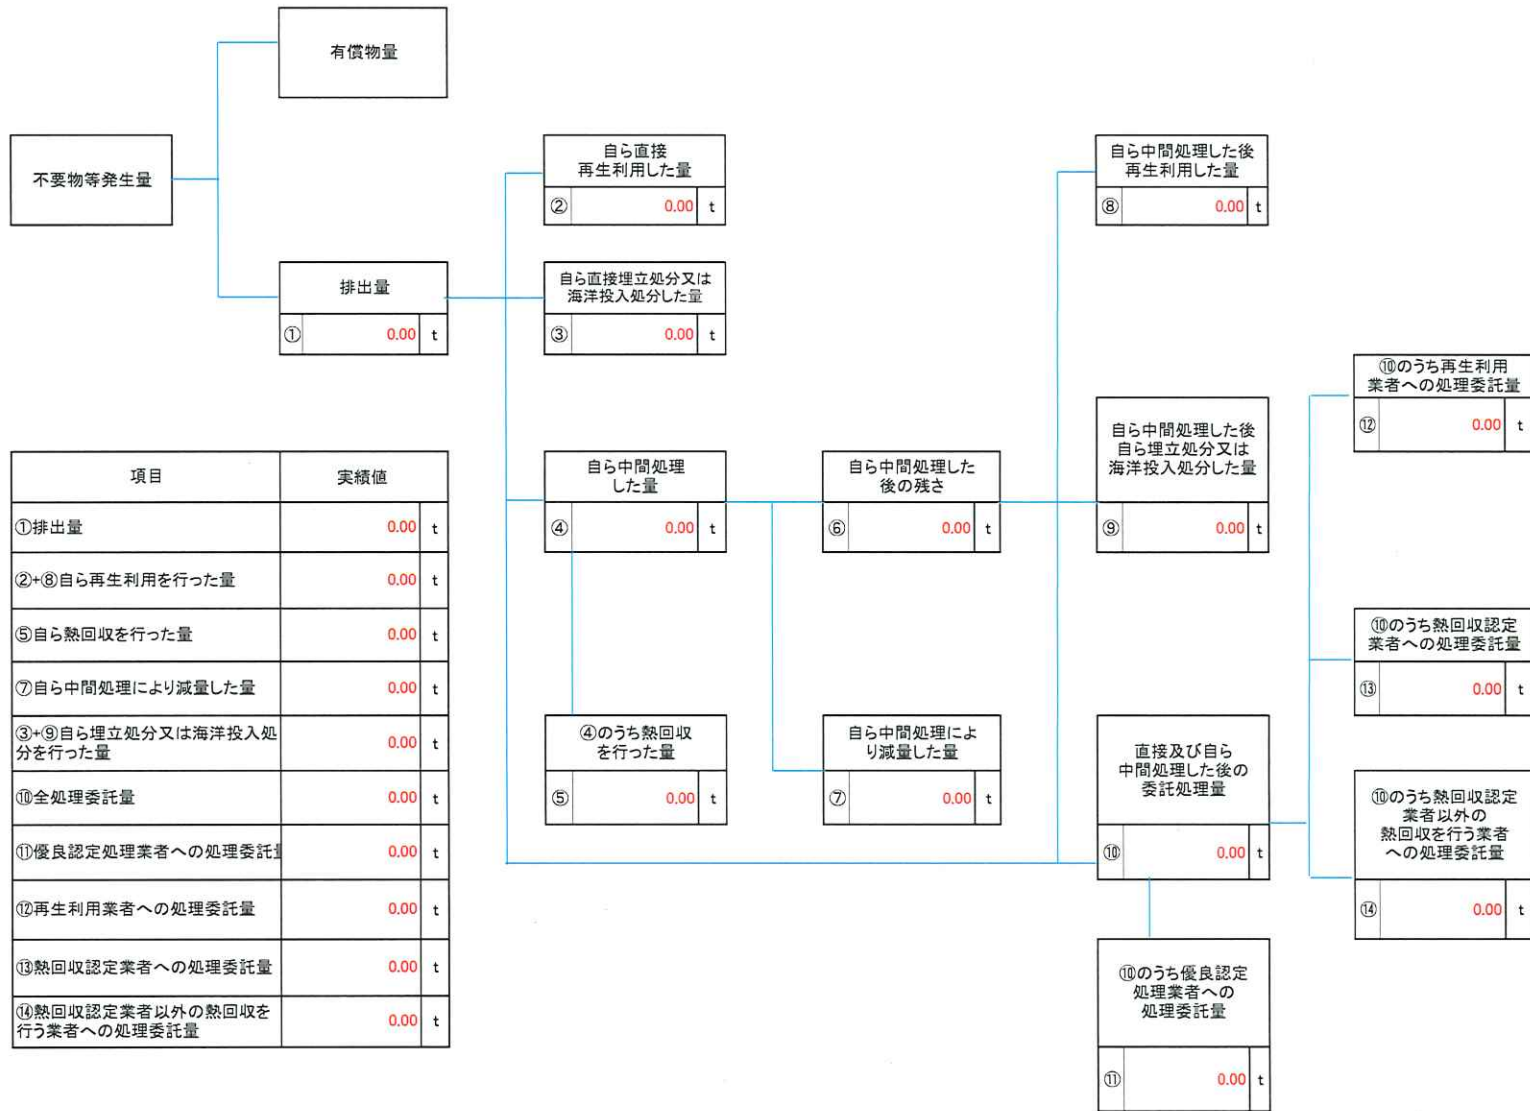 有償物量
不要物等発生量
排出量
① 0.00 t
自ら直接
再生利用した量
② 0.00 t
自ら直接埋立処分又は
海洋投入処分した量
③ 0.00 t
自ら中間処理
した量
④ 0.00 t
④のうち熱回収
を行った量
⑤ 0.00 t
自ら中間処理した
後の残さ
⑥ 0.00 t
自ら中間処理によ
り減量した量
⑦ 0.00 t
自ら中間処理した後
再生利用した量
⑧ 0.00 t
自ら中間処理した後
自ら埋立処分又は
海洋投入処分した量
⑨ 0.00 t
直接及び自ら
中間処理した後の
委託処理量
⑩ 0.00 t
⑩のうち優良認定
処理業者への
処理委託量
⑪ 0.00 t
⑩のうち再生利用
業者への処理委託量
⑫ 0.00 t
⑩のうち熱回収認定
業者への処理委託量
⑬ 0.00 t
⑩のうち熱回収認定
業者以外の
熱回収を行う業者
への処理委託量
⑭ 0.00 t
項目 実績値
①排出量 0.00 t
②+⑧自ら再生利用を行った量 0.00 t
⑤自ら熱回収を行った量 0.00 t
⑦自ら中間処理により減量した量 0.00 t
③+⑨自ら埋立処分又は海洋投入処
分を行った量 0.00 t
⑩全処理委託量 0.00 t
⑪優良認定処理業者への処理委託 0.00 t
⑫再生利用業者への処理委託量 0.00 t
⑬熱回収認定業者への処理委託量 0.00 t
⑭熱回収認定業者以外の熱回収を
行う業者への処理委託量 0.00 t